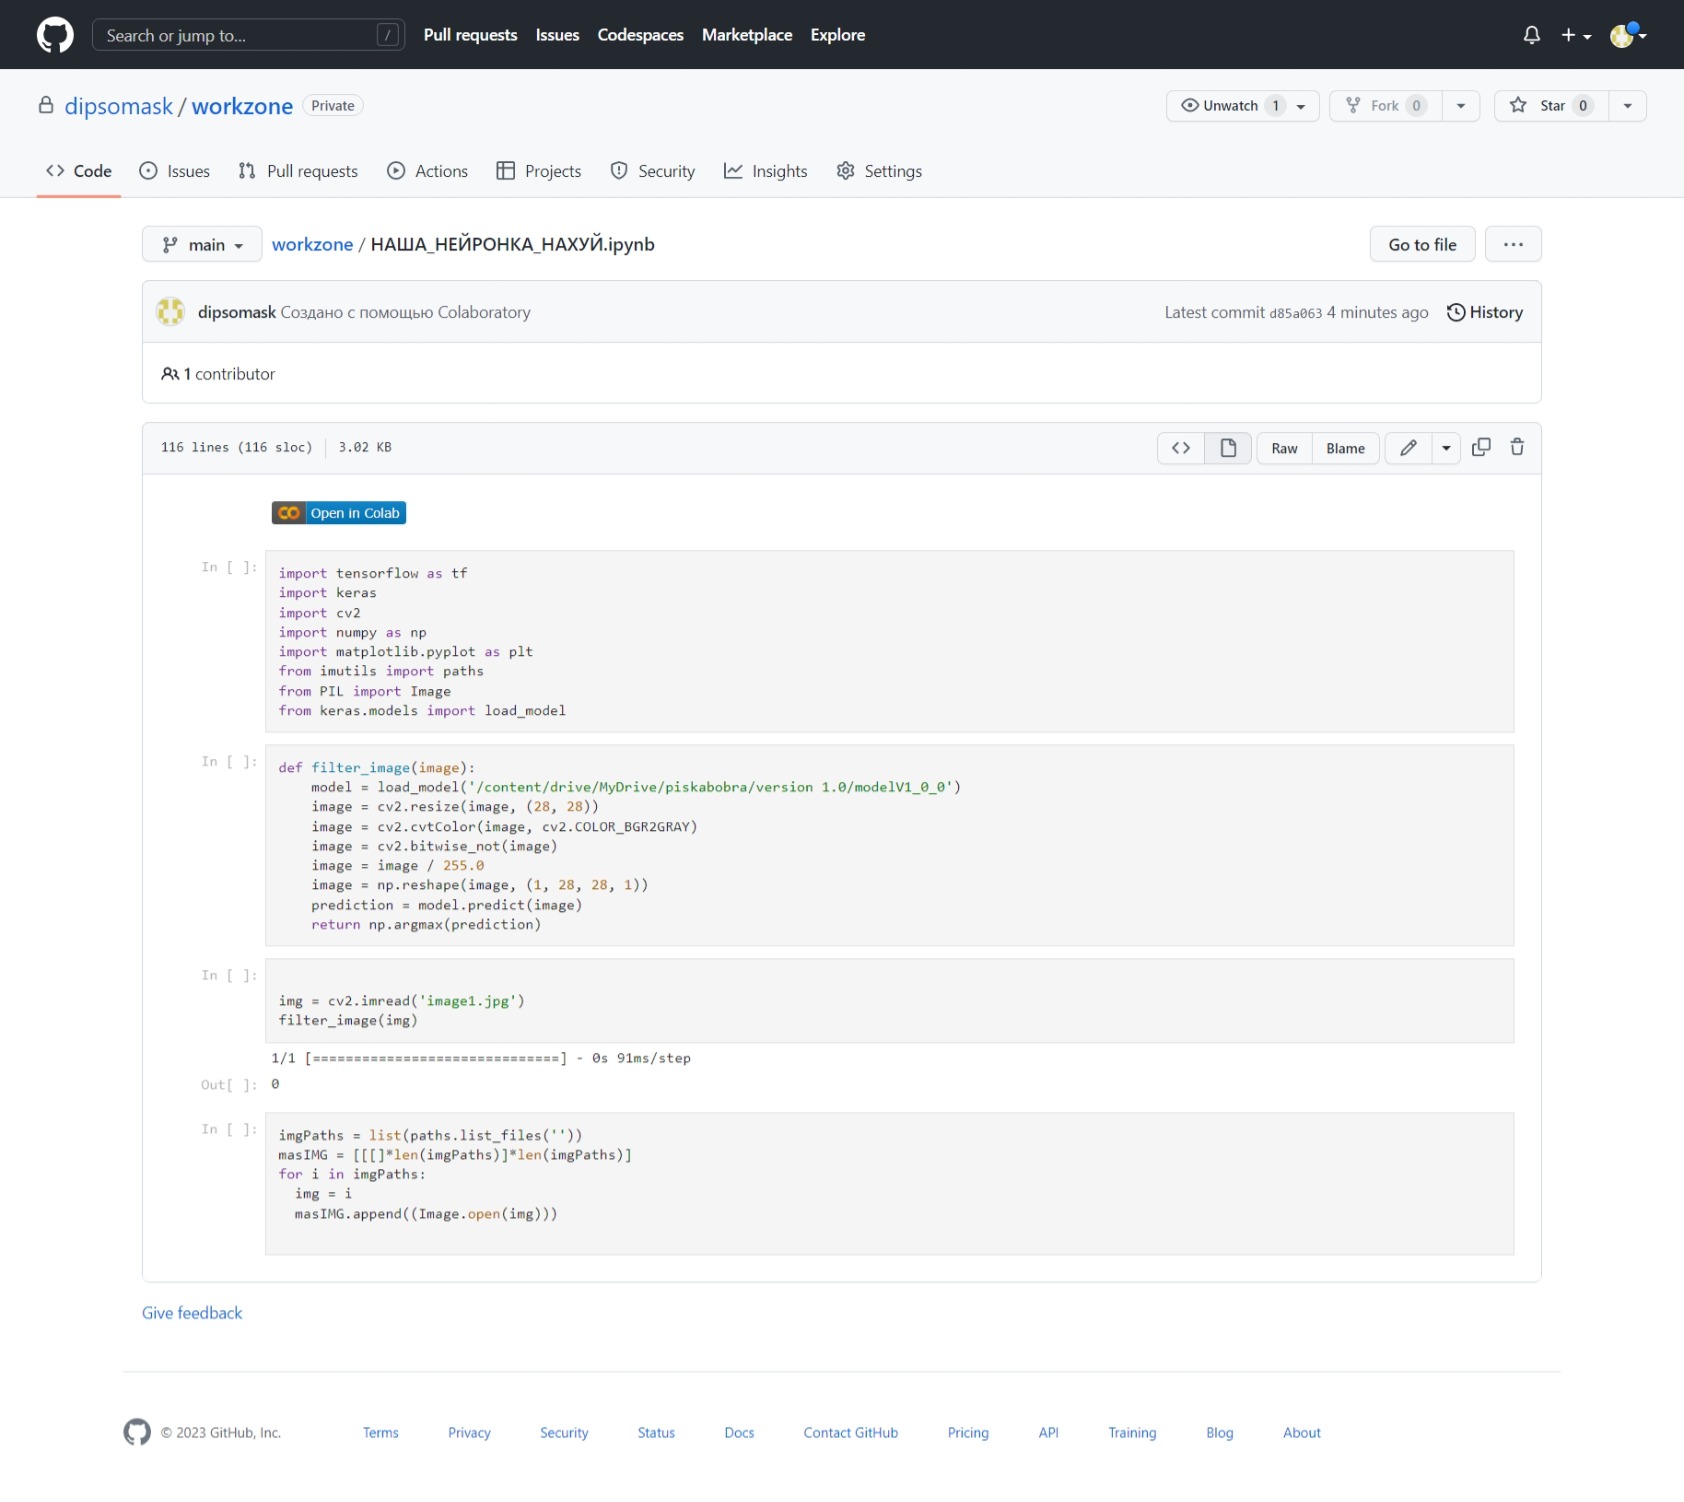 Search or jump to... / Pull requests Issues Codespaces Marketplace Explore
dipsomask / workzone Private Unwatch 1 Fork 0 Star 0
Code Issues Pull requests Actions Projects Security Insights Settings
main workzone / НАША_НЕЙРОНКА_НАХУЙ.ipynb Go to file ...
dipsomask Создано с помощью Colaboratory Latest commit d85a063 4 minutes ago History
1 contributor
116 lines (116 sloc) 3.02 KB <> Raw Blame
Open in Colab
In [ ]:
import tensorflow as tf
import keras
import cv2
import numpy as np
import matplotlib.pyplot as plt
from imutils import paths
from PIL import Image
from keras.models import load_model
In [ ]:
def filter_image(image):
    model = load_model('/content/drive/MyDrive/piskabobra/version 1.0/modelV1_0_0')
    image = cv2.resize(image, (28, 28))
    image = cv2.cvtColor(image, cv2.COLOR_BGR2GRAY)
    image = cv2.bitwise_not(image)
    image = image / 255.0
    image = np.reshape(image, (1, 28, 28, 1))
    prediction = model.predict(image)
    return np.argmax(prediction)
In [ ]:
img = cv2.imread('image1.jpg')
filter_image(img)
1/1 [==============================] - 0s 91ms/step
Out[ ]: 0
In [ ]:
imgPaths = list(paths.list_files(''))
masIMG = [[[]*len(imgPaths)]*len(imgPaths)]
for i in imgPaths:
  img = i
  masIMG.append((Image.open(img)))
Give feedback
© 2023 GitHub, Inc. Terms Privacy Security Status Docs Contact GitHub Pricing API Training Blog About